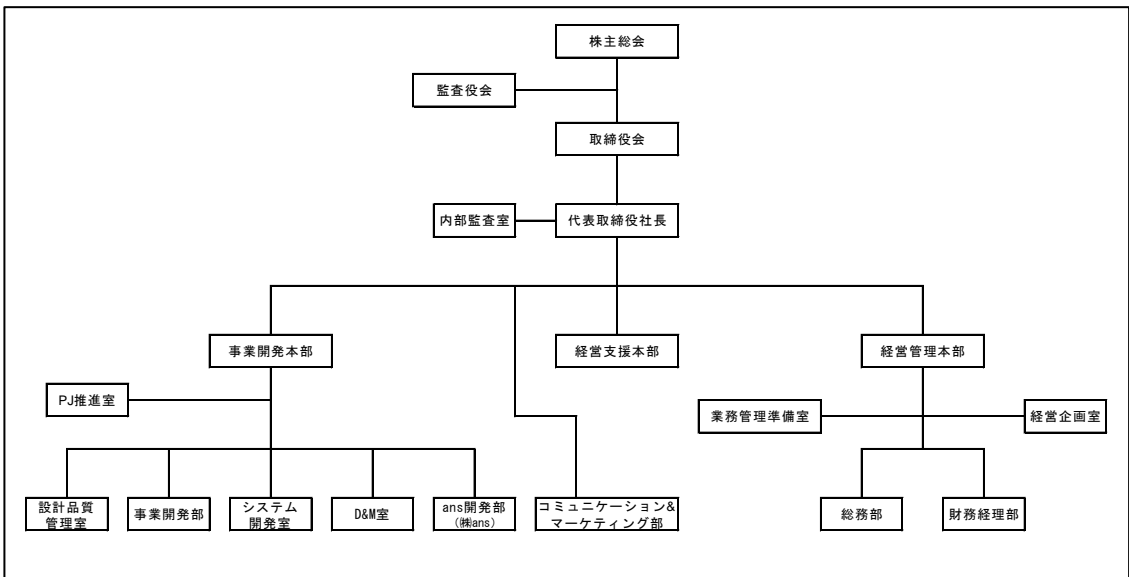 株主総会
監査役会
取締役会
内部監査室
代表取締役社長
事業開発本部
経営支援本部
経営管理本部
PJ推進室
業務管理準備室
経営企画室
設計品質
管理室
事業開発部
システム
開発室
D&M室
ans開発部
(㈱ans)
コミュニケーション&
マーケティング部
総務部
財務経理部